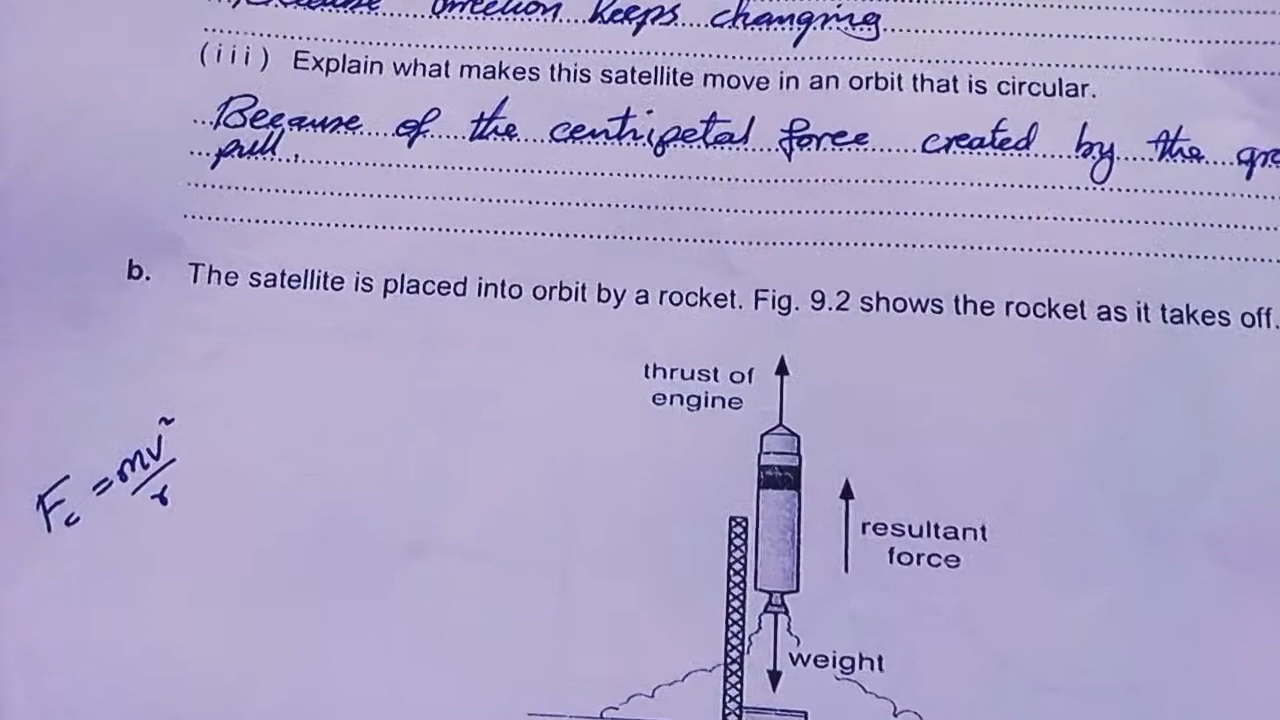 direction keeps changing
(iii) Explain what makes this satellite move in an orbit that is circular.
Because of the centripetal force created by the
pull.
b. The satellite is placed into orbit by a rocket. Fig. 9.2 shows the rocket as it takes off.
thrust of
engine
Fc = mv²/r
resultant
force
weight